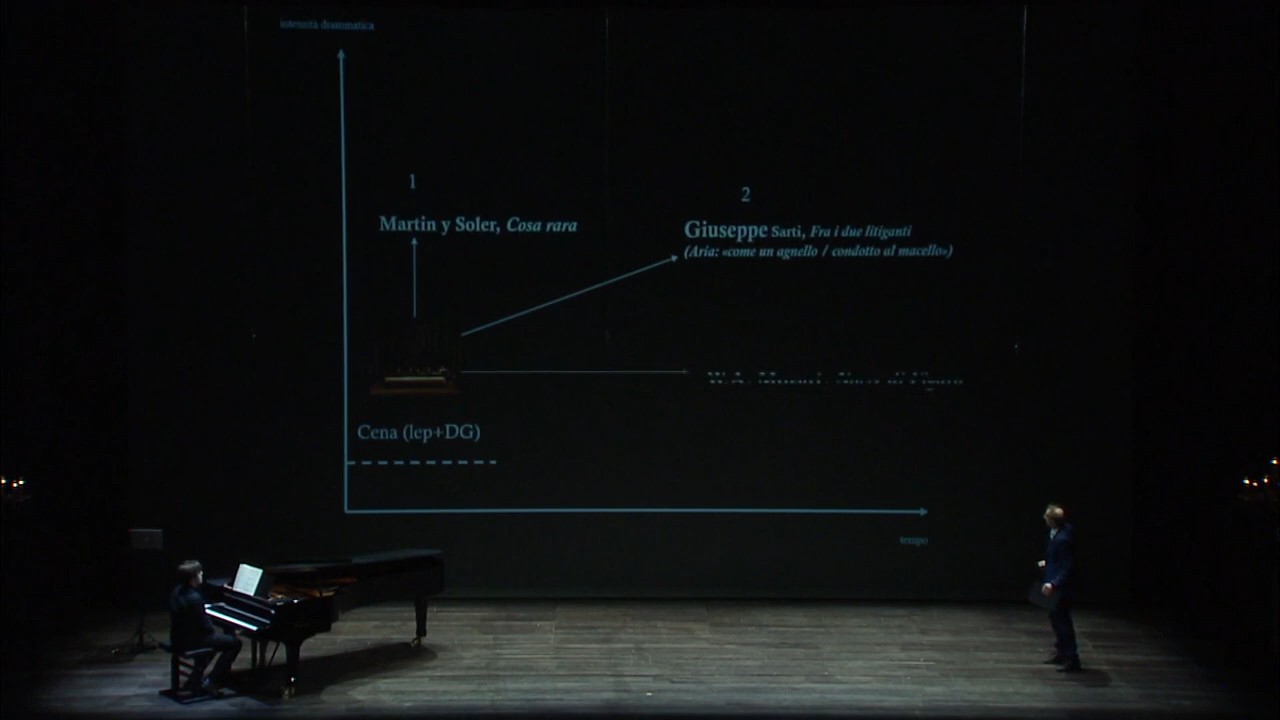 intensità drammatica
1
Martin y Soler, Cosa rara
2
Giuseppe Sarti, Fra i due litiganti
(Aria: «come un agnello / condotto al macello»)
Cena (lep+DG)
tempo